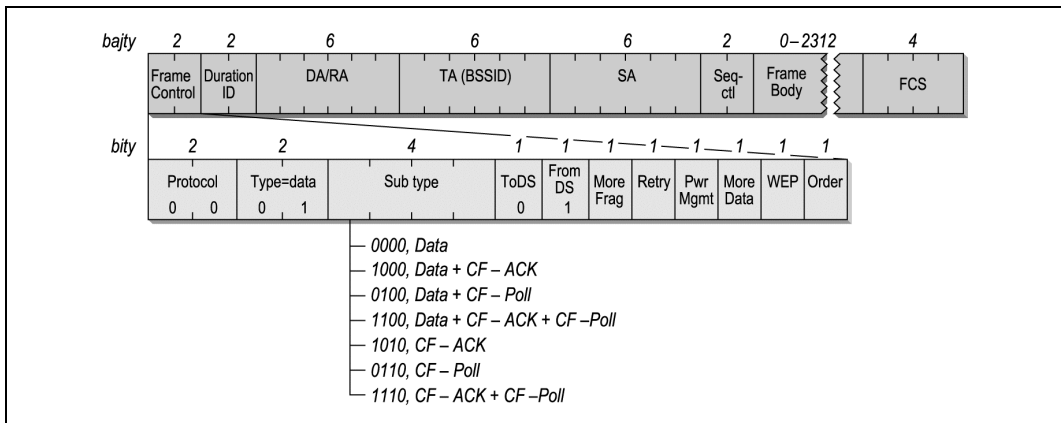 bajty 2 2 6 6 6 2 0–2312 4
Frame Control Duration ID DA/RA TA (BSSID) SA Seq-ctl Frame Body FCS
bity 2 2 4 1 1 1 1 1 1 1 1
Protocol Type=data Sub type ToDS From DS More Frag Retry Pwr Mgmt More Data WEP Order
0 0 0 1 0 1
0000, Data
1000, Data + CF – ACK
0100, Data + CF – Poll
1100, Data + CF – ACK + CF –Poll
1010, CF – ACK
0110, CF – Poll
1110, CF – ACK + CF –Poll